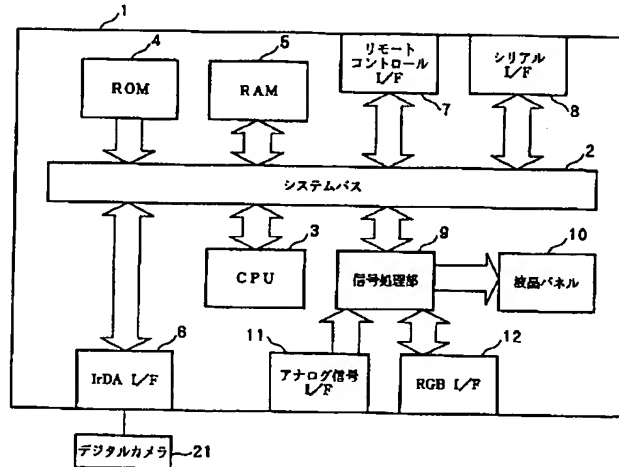 1
4
ROM
5
RAM
リモート
コントロール
I/F
7
シリアル
I/F
8
2
システムバス
3
CPU
9
信号処理部
10
液晶パネル
6
IrDA I/F
11
アナログ信号
I/F
12
RGB I/F
デジタルカメラ
21